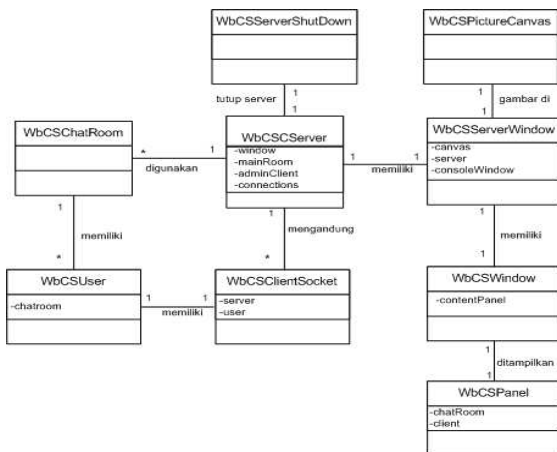 WbCSServerShutDown
WbCSPictureCanvas
1
1
tutup server
gambar di
1
1
WbCSChatRoom
WbCSCServer
WbCSServerWindow
-window
-mainRoom
-adminClient
-connections
-canvas
-server
-consoleWindow
*
1
digunakan
1
1
memiliki
1
memiliki
*
1
mengandung
*
1
memiliki
1
WbCSUser
WbCSClientSocket
WbCSWindow
-chatroom
-server
-user
-contentPanel
1
1
memiliki
1
ditampilkan
1
WbCSPanel
-chatRoom
-client